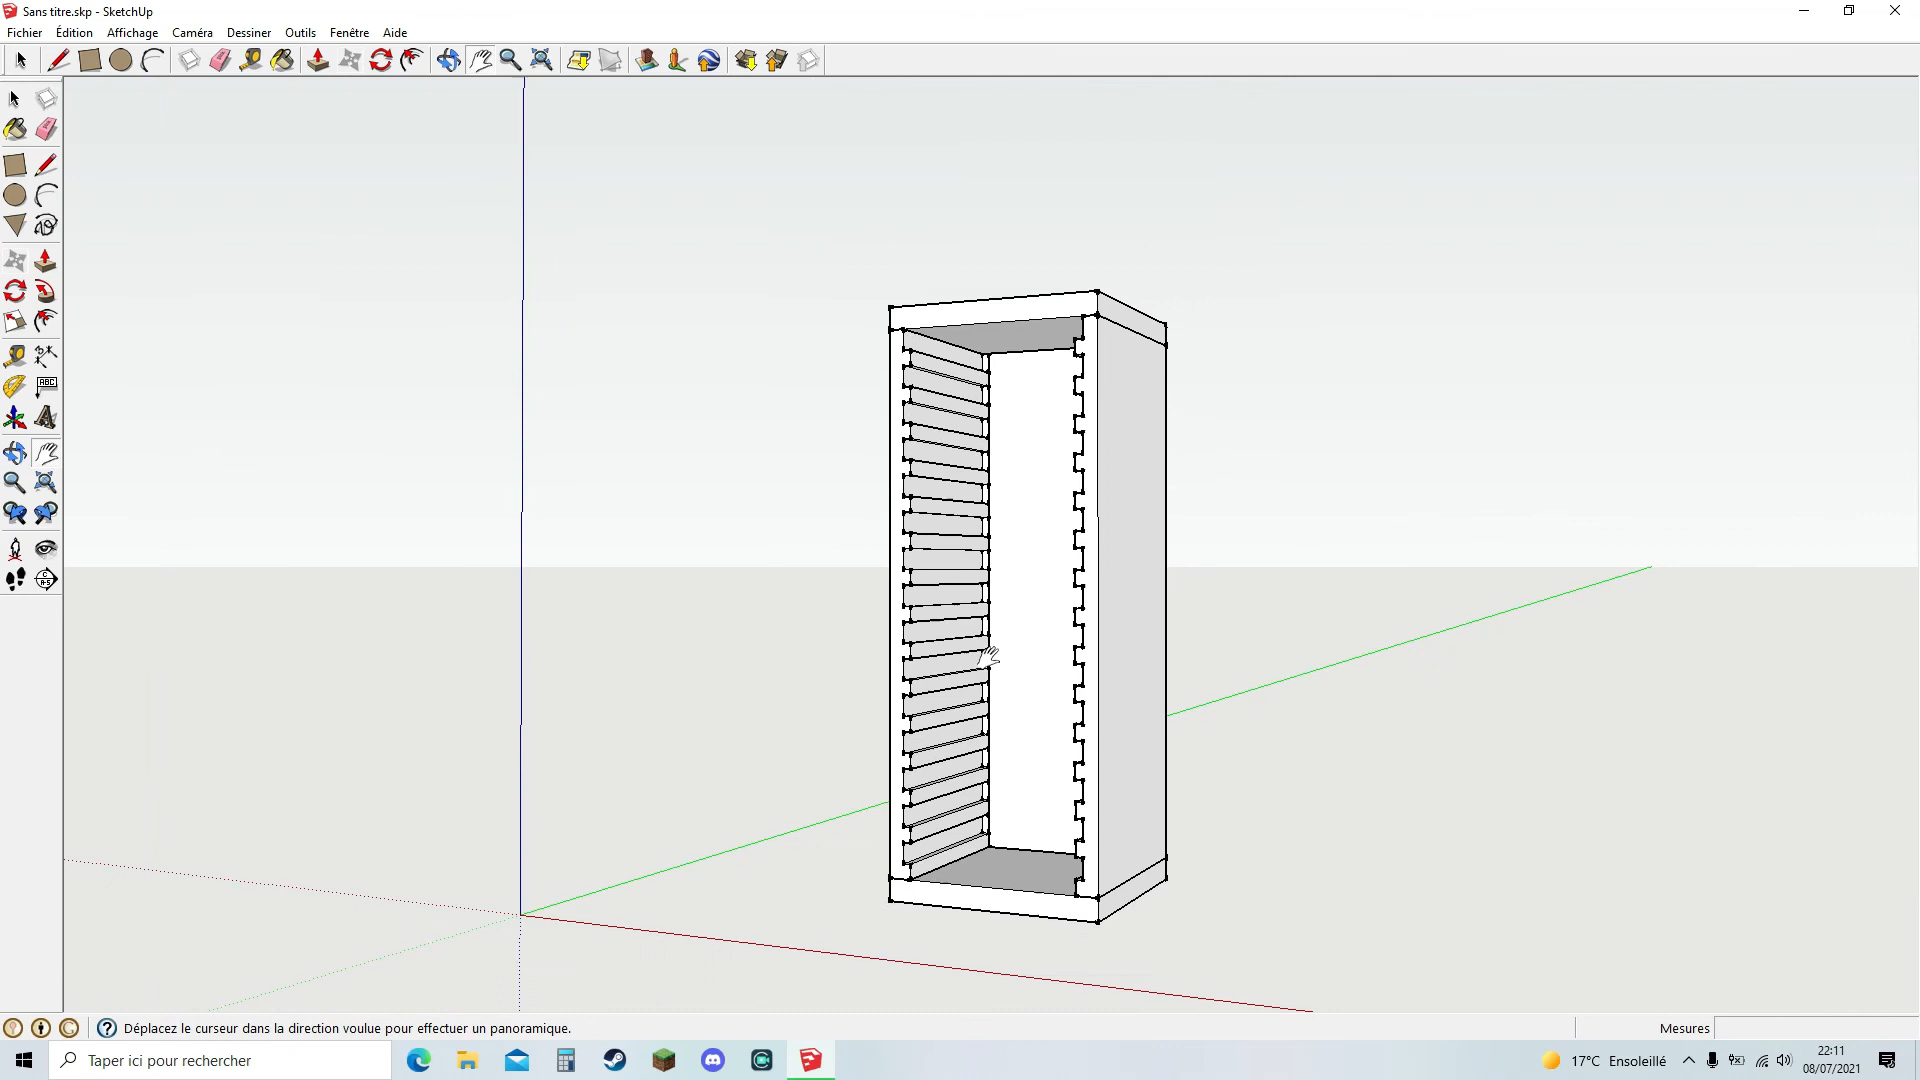 Sans titre.skp - SketchUp
Fichier Édition Affichage Caméra Dessiner Outils Fenêtre Aide
ABC
A
Déplacez le curseur dans la direction voulue pour effectuer un panoramique.
Mesures
Taper ici pour rechercher
17°C Ensoleillé
22:11
08/07/2021